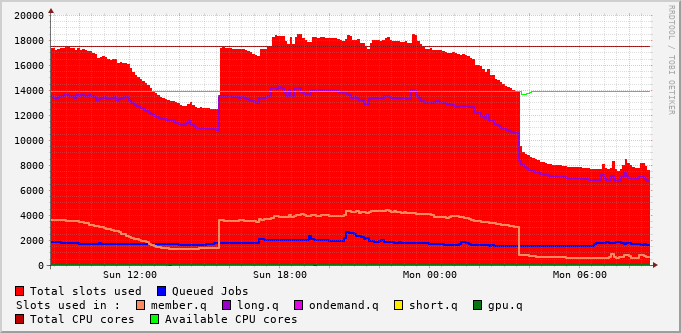 20000
18000
16000
14000
12000
10000
8000
6000
4000
2000
0
Sun 12:00 Sun 18:00 Mon 00:00 Mon 06:00
Total slots used Queued Jobs
Slots used in : member.q long.q ondemand.q short.q gpu.q
Total CPU cores Available CPU cores
RRDTOOL / TOBI OETIKER